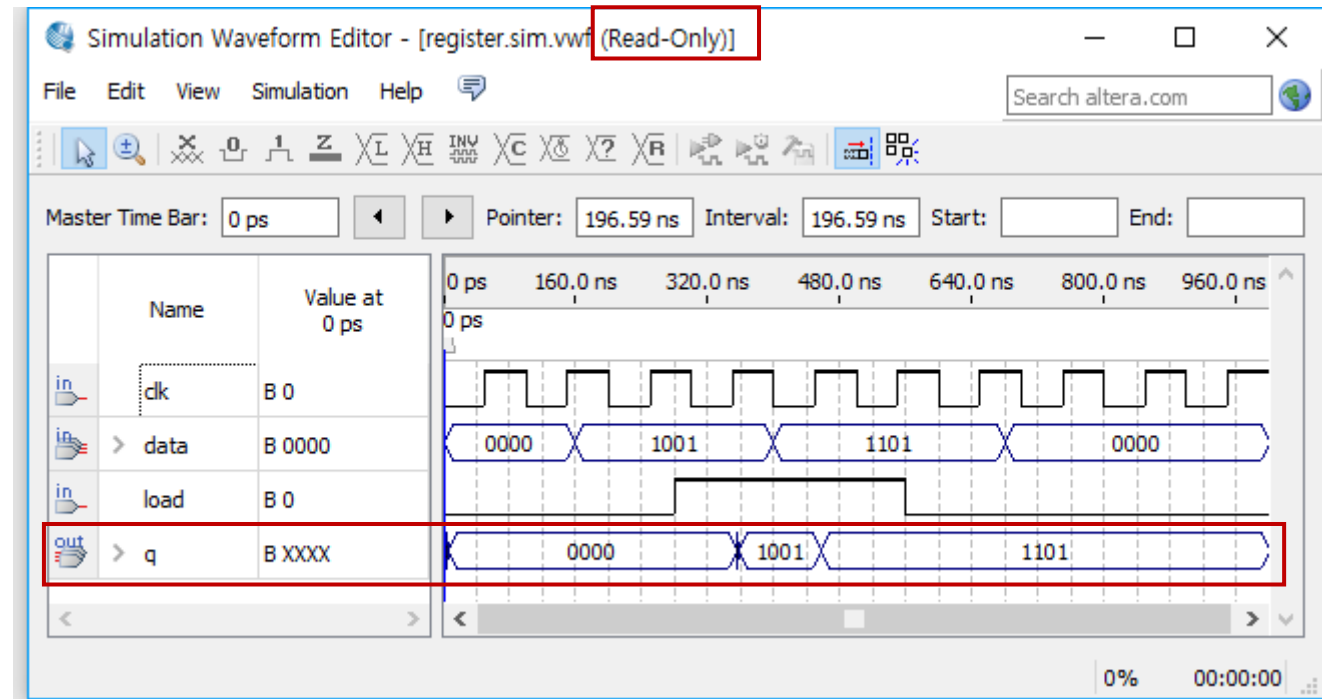 Simulation Waveform Editor - [register.sim.vwf (Read-Only)]
File Edit View Simulation Help
Search altera.com
Master Time Bar: 0 ps Pointer: 196.59 ns Interval: 196.59 ns Start: End:
Name Value at 0 ps
0 ps 160.0 ns 320.0 ns 480.0 ns 640.0 ns 800.0 ns 960.0 ns
0 ps
in clk B 0
in data B 0000 0000 1001 1101 0000
in load B 0
out q B XXXX 0000 1001 1101
0% 00:00:00